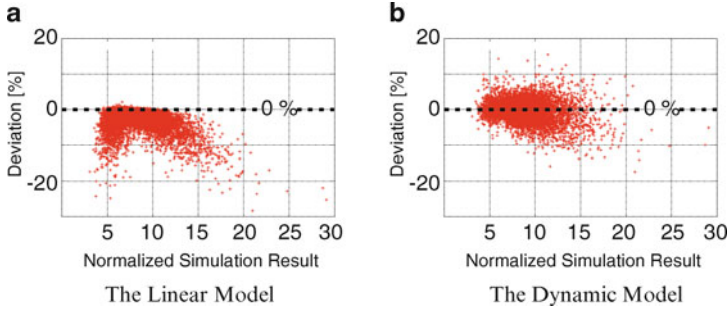 a
20
0
-20
Deviation [%]
0 %
5 10 15 20 25 30
Normalized Simulation Result
The Linear Model
b
20
0
-20
Deviation [%]
0 %
5 10 15 20 25 30
Normalized Simulation Result
The Dynamic Model